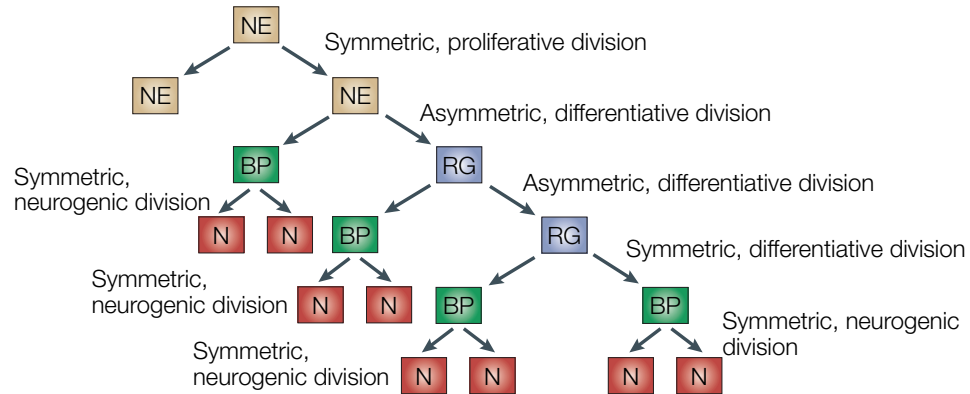 NE
Symmetric, proliferative division
NE
NE
Asymmetric, differentiative division
BP
RG
Symmetric,
neurogenic division
Asymmetric, differentiative division
N
N
BP
RG
Symmetric, differentiative division
Symmetric,
neurogenic division
N
N
BP
BP
Symmetric, neurogenic
division
Symmetric,
neurogenic division
N
N
N
N